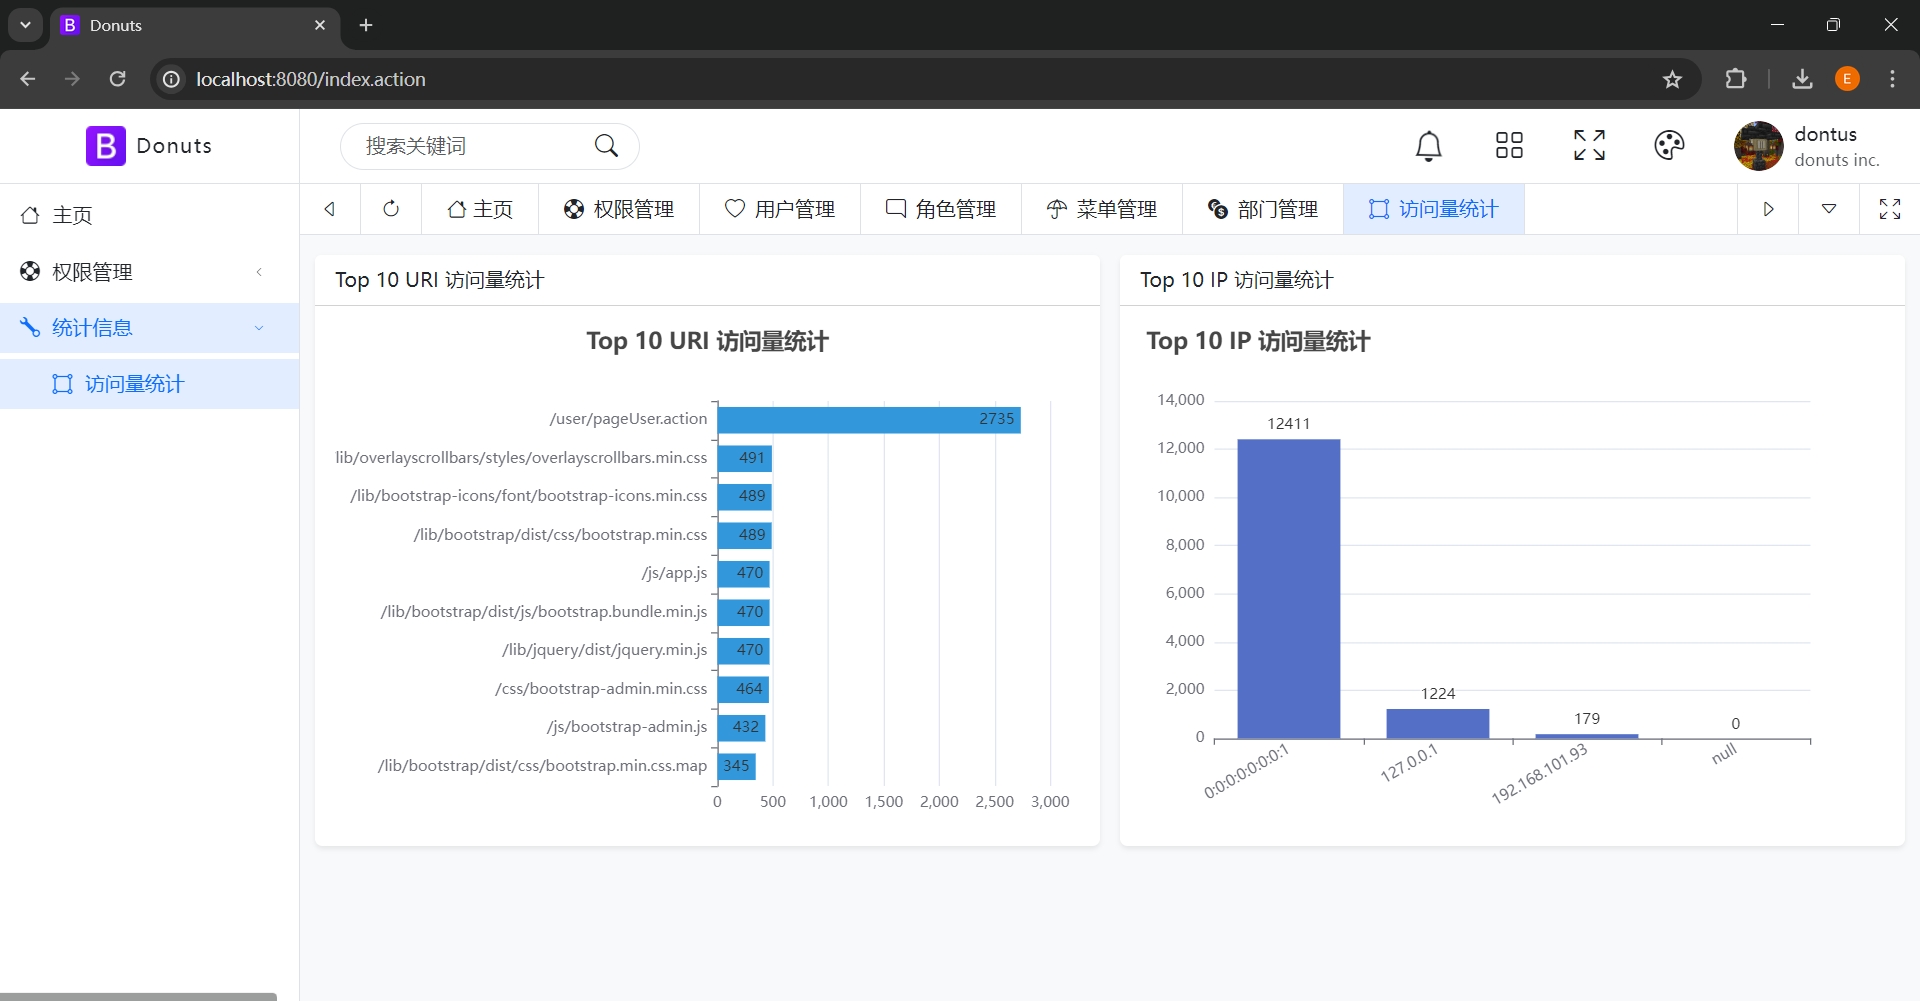 Donuts
localhost:8080/index.action
E
B Donuts
搜索关键词
dontus
donuts inc.
主页
权限管理
统计信息
访问量统计
主页
权限管理
用户管理
角色管理
菜单管理
部门管理
访问量统计
Top 10 URI 访问量统计
Top 10 URI 访问量统计
/user/pageUser.action 2735
lib/overlayscrollbars/styles/overlayscrollbars.min.css 491
/lib/bootstrap-icons/font/bootstrap-icons.min.css 489
/lib/bootstrap/dist/css/bootstrap.min.css 489
/js/app.js 470
/lib/bootstrap/dist/js/bootstrap.bundle.min.js 470
/lib/jquery/dist/jquery.min.js 470
/css/bootstrap-admin.min.css 464
/js/bootstrap-admin.js 432
/lib/bootstrap/dist/css/bootstrap.min.css.map 345
0 500 1,000 1,500 2,000 2,500 3,000
Top 10 IP 访问量统计
Top 10 IP 访问量统计
14,000
12,000
10,000
8,000
6,000
4,000
2,000
0
12411
1224
179
0
0:0:0:0:0:0:0:1
127.0.0.1
192.168.101.93
null